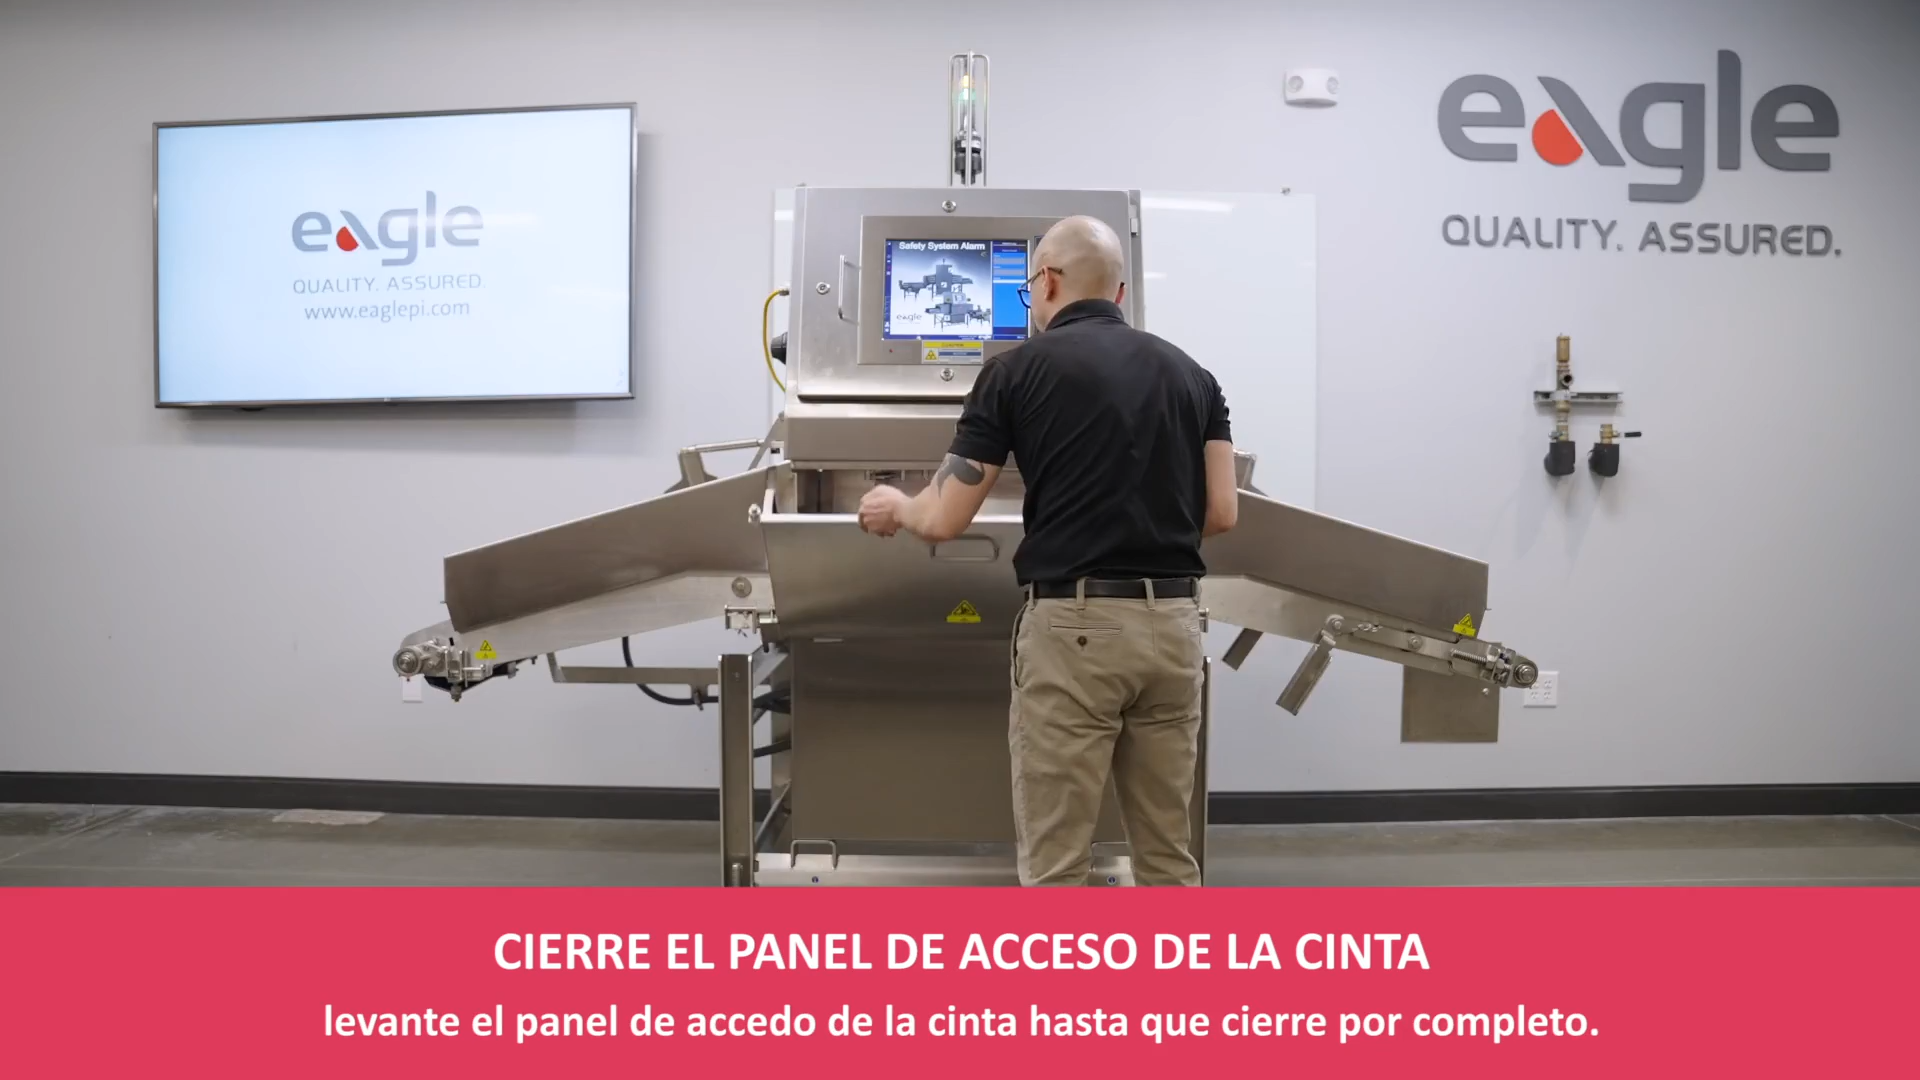 eagle
QUALITY. ASSURED.
www.eaglepi.com
Safety System Alarm
eagle
eagle
QUALITY. ASSURED.
CIERRE EL PANEL DE ACCESO DE LA CINTA
levante el panel de accedo de la cinta hasta que cierre por completo.